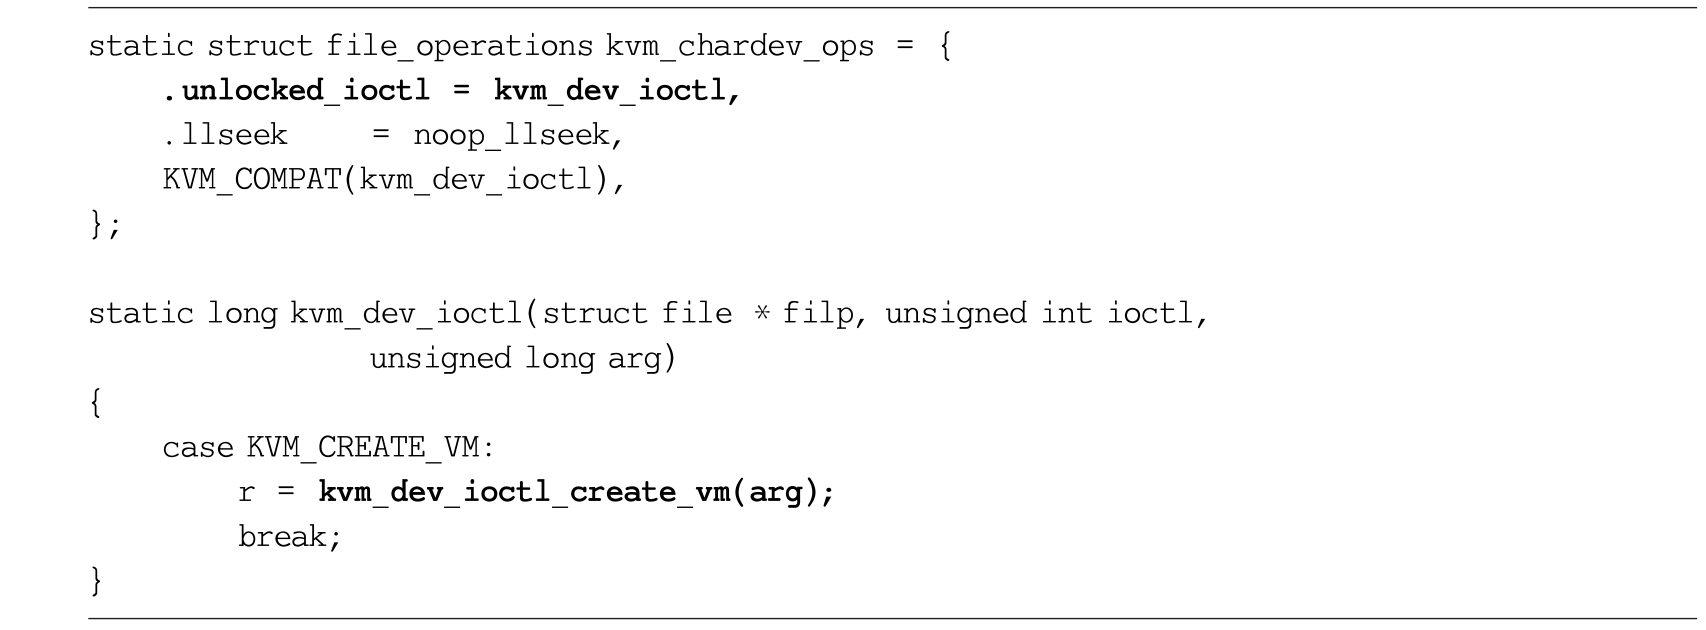 static struct file_operations kvm_chardev_ops = {
    .unlocked_ioctl = kvm_dev_ioctl,
    .llseek    = noop_llseek,
    KVM_COMPAT(kvm_dev_ioctl),
};

static long kvm_dev_ioctl(struct file * filp, unsigned int ioctl,
               unsigned long arg)
{
    case KVM_CREATE_VM:
        r = kvm_dev_ioctl_create_vm(arg);
        break;
}